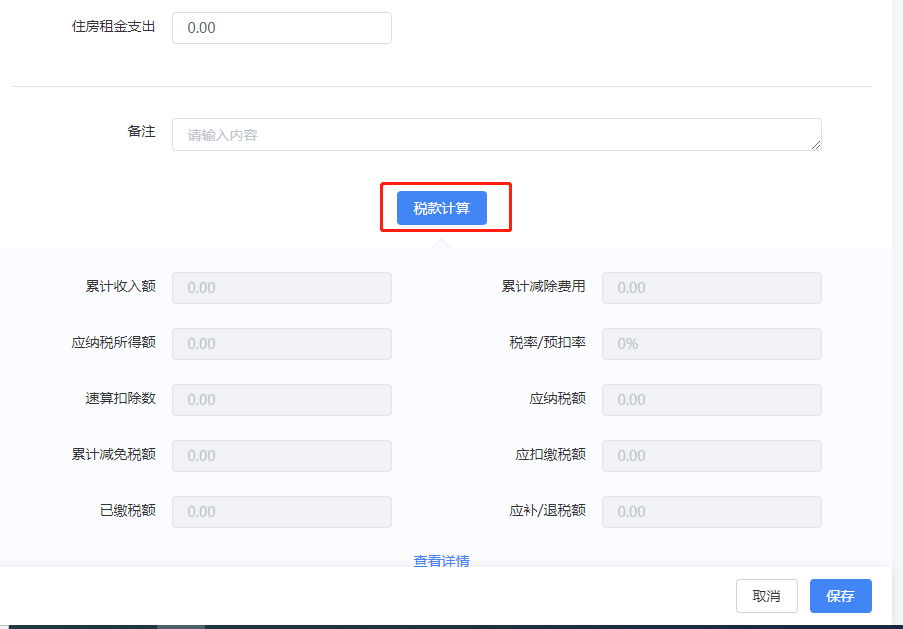 住房租金支出 0.00
备注 请输入内容
税款计算
累计收入额 0.00 累计减除费用 0.00
应纳税所得额 0.00 税率/预扣率 0%
速算扣除数 0.00 应纳税额 0.00
累计减免税额 0.00 应扣缴税额 0.00
已缴税额 0.00 应补/退税额 0.00
查看详情
取消 保存